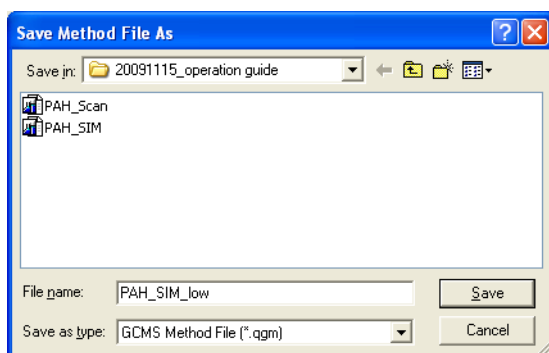 Save Method File As
Save in: 20091115_operation guide
PAH_Scan
PAH_SIM
File name: PAH_SIM_low Save
Save as type: GCMS Method File (*.qgm) Cancel